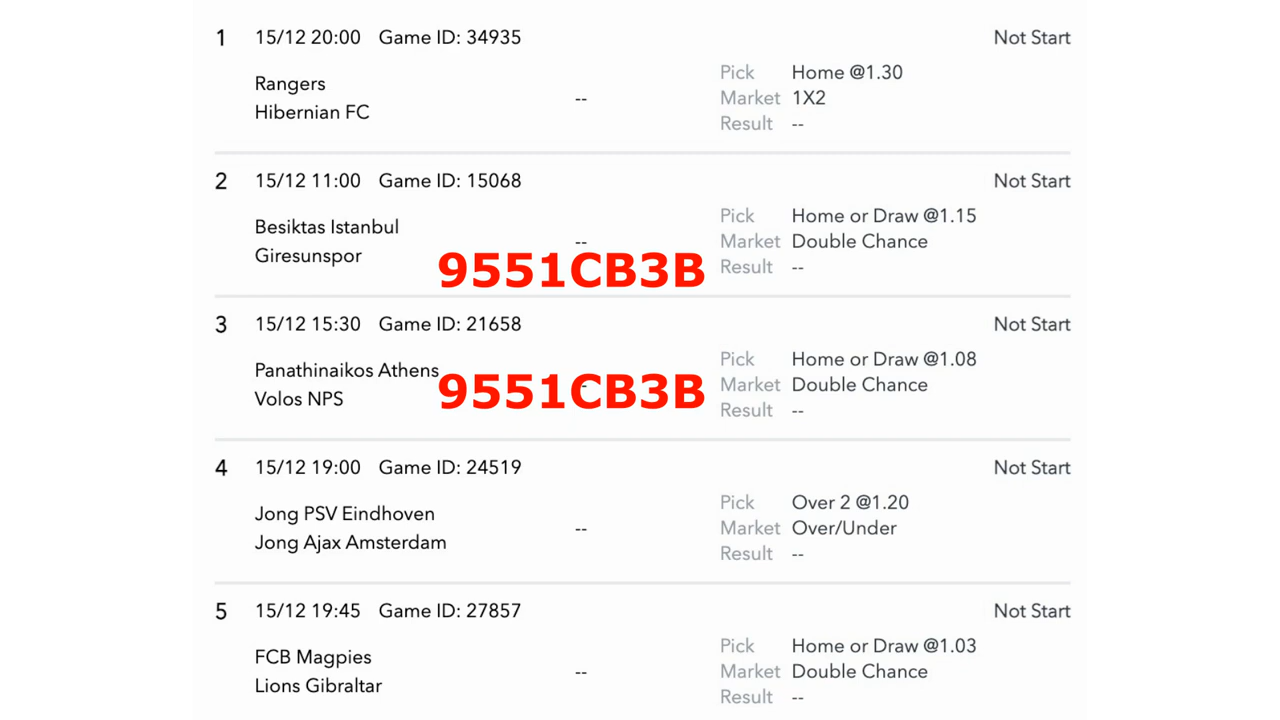 1 15/12 20:00 Game ID: 34935 Not Start
Rangers
Hibernian FC
--
Pick Home @1.30
Market 1X2
Result --
2 15/12 11:00 Game ID: 15068 Not Start
Besiktas Istanbul
Giresunspor
--
9551CB3B
Pick Home or Draw @1.15
Market Double Chance
Result --
3 15/12 15:30 Game ID: 21658 Not Start
Panathinaikos Athens
Volos NPS
9551CB3B
Pick Home or Draw @1.08
Market Double Chance
Result --
4 15/12 19:00 Game ID: 24519 Not Start
Jong PSV Eindhoven
Jong Ajax Amsterdam
--
Pick Over 2 @1.20
Market Over/Under
Result --
5 15/12 19:45 Game ID: 27857 Not Start
FCB Magpies
Lions Gibraltar
--
Pick Home or Draw @1.03
Market Double Chance
Result --